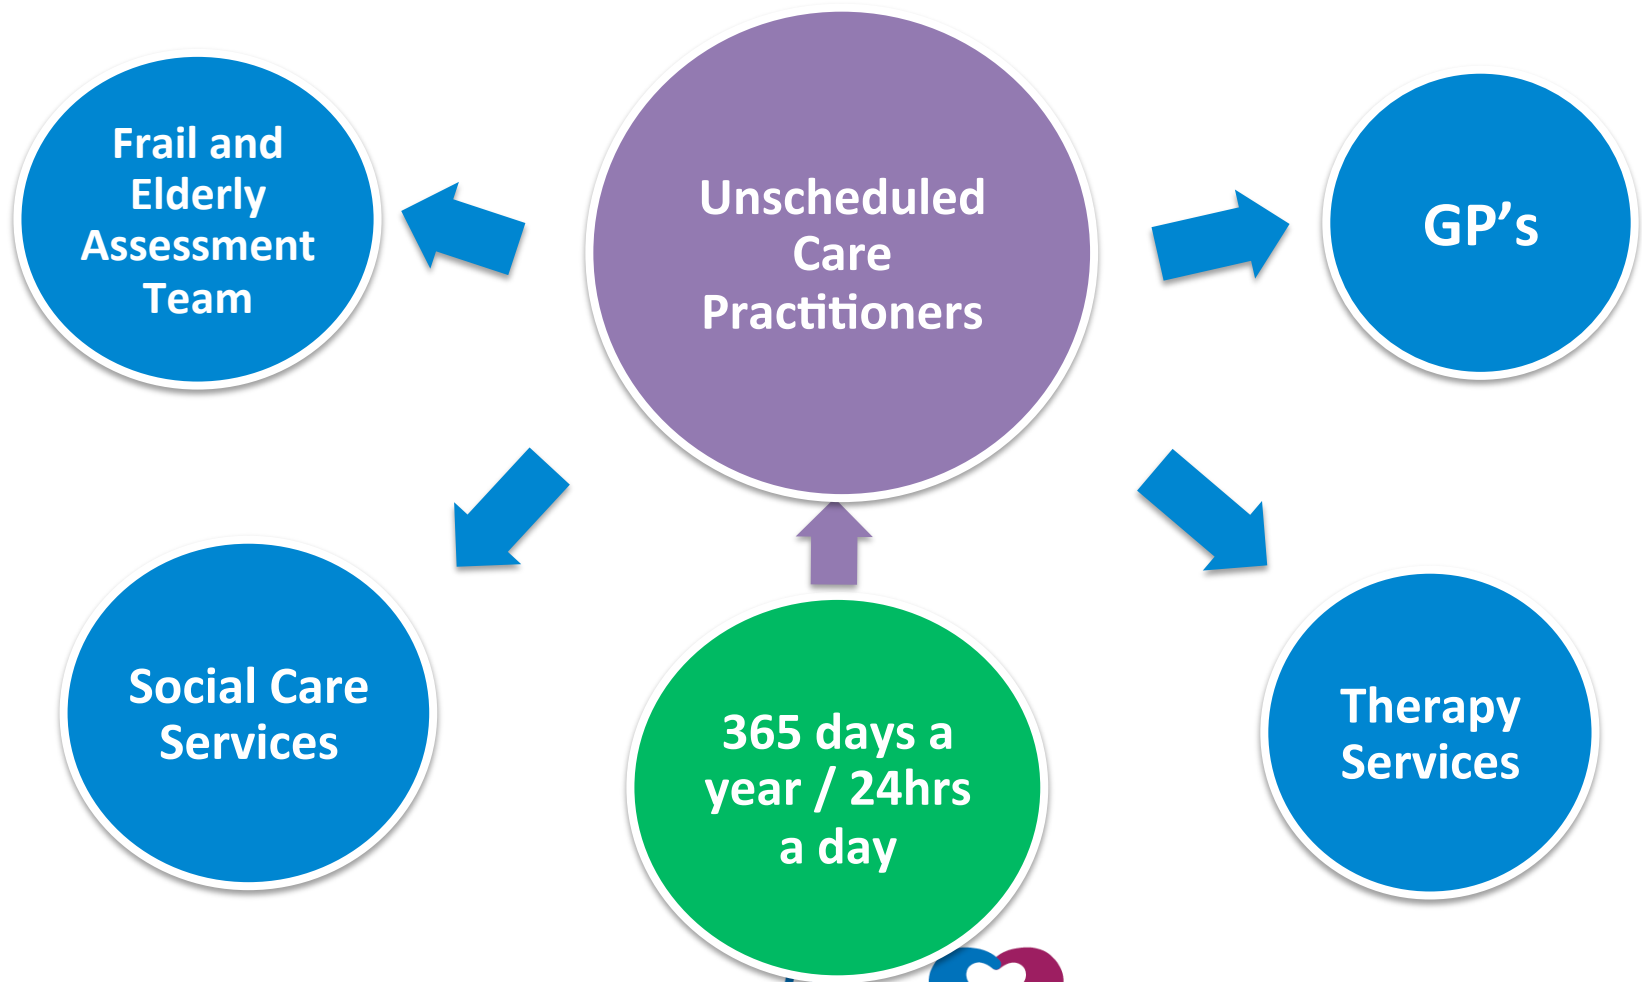 Frail and
Elderly
Assessment
Team
Unscheduled
Care
Practitioners
GP’s
Social Care
Services
365 days a
year / 24hrs
a day
Therapy
Services